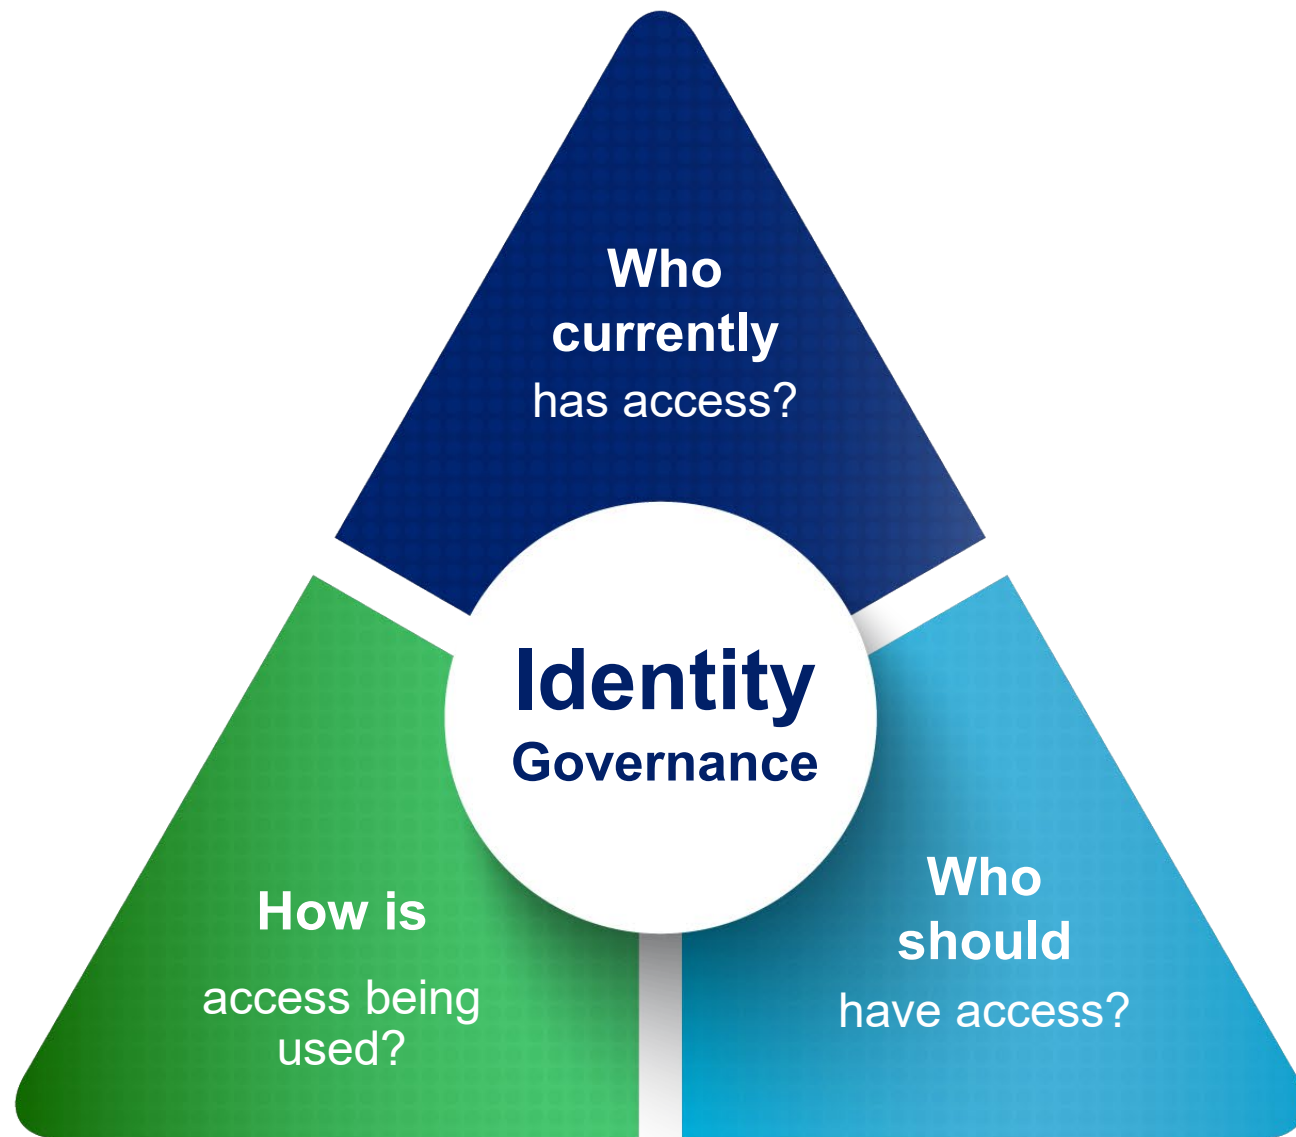 Who
currently
has access?
Identity
Governance
How is
access being
used?
Who
should
have access?